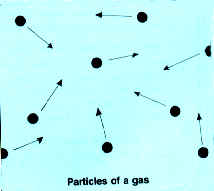 Particles of a gas